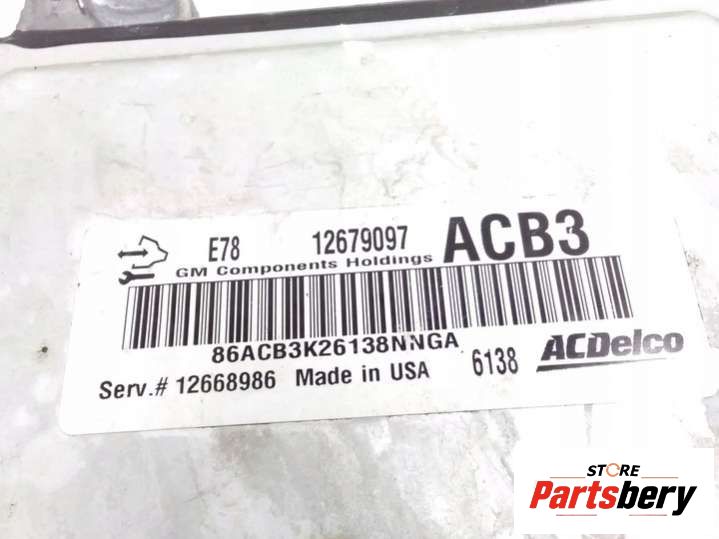 E78 12679097 ACB3
GM Components Holdings
86ACB3K26138NNGA
Serv.# 12668986 Made in USA 6138 ACDelco
STORE
Partsbery